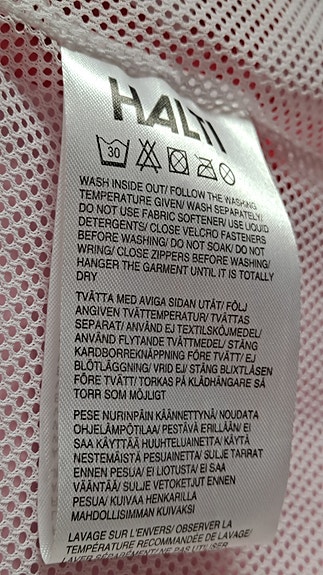 HALTI
30
WASH INSIDE OUT/ FOLLOW THE WASHING
TEMPERATURE GIVEN/ WASH SEPARATELY/
DO NOT USE FABRIC SOFTENER/ USE LIQUID
DETERGENTS/ CLOSE VELCRO FASTENERS
BEFORE WASHING/ DO NOT SOAK/ DO NOT
WRING/ CLOSE ZIPPERS BEFORE WASHING/
HANGER THE GARMENT UNTIL IT IS TOTALLY
DRY
TVÄTTA MED AVIGA SIDAN UTÅT/ FÖLJ
ANGIVEN TVÄTTEMPERATUR/ TVÄTTAS
SEPARAT/ ANVÄND EJ TEXTILSKÖJMEDEL/
ANVÄND FLYTANDE TVÄTTMEDEL/ STÄNG
KARDBORREKNÄPPNING FÖRE TVÄTT/ EJ
BLÖTLÄGGNING/ VRID EJ/ STÄNG BLIXTLÅSEN
FÖRE TVÄTT/ TORKAS PÅ KLÄDHÄNGARE SÅ
TORR SOM MÖJLIGT
PESE NURINPÄIN KÄÄNNETTYNÄ/ NOUDATA
OHJELÄMPÖTILAA/ PESTÄVÄ ERILLÄÄN/ EI
SAA KÄYTTÄÄ HUUHTELUAINETTA/ KÄYTÄ
NESTEMÄISTÄ PESUAINETTA/ SULJE TARRAT
ENNEN PESUA/ EI LIOTUSTA/ EI SAA
VÄÄNTÄÄ/ SULJE VETOKETJUT ENNEN
PESUA/ KUIVAA HENKARILLA
MAHDOLLISIMMAN KUIVAKSI
LAVAGE SUR L'ENVERS/ OBSERVER LA
TEMPÉRATURE RECOMMANDÉE DE LAVAGE/
LAVER SÉPARÉMENT/ NE PAS UTILISER